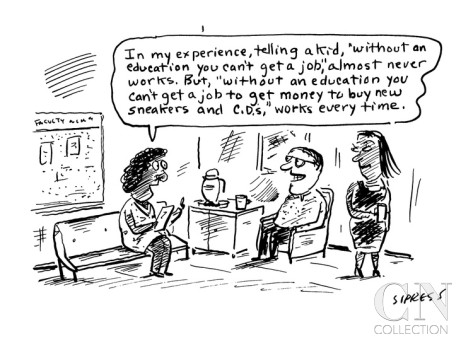 In my experience, telling a kid, "without an
education you can't get a job," almost never
works. But, "without an education you
can't get a job to get money to buy new
sneakers and C.D.s," works every time.
FACULTY NEWS
SIPRESS
CN
COLLECTION